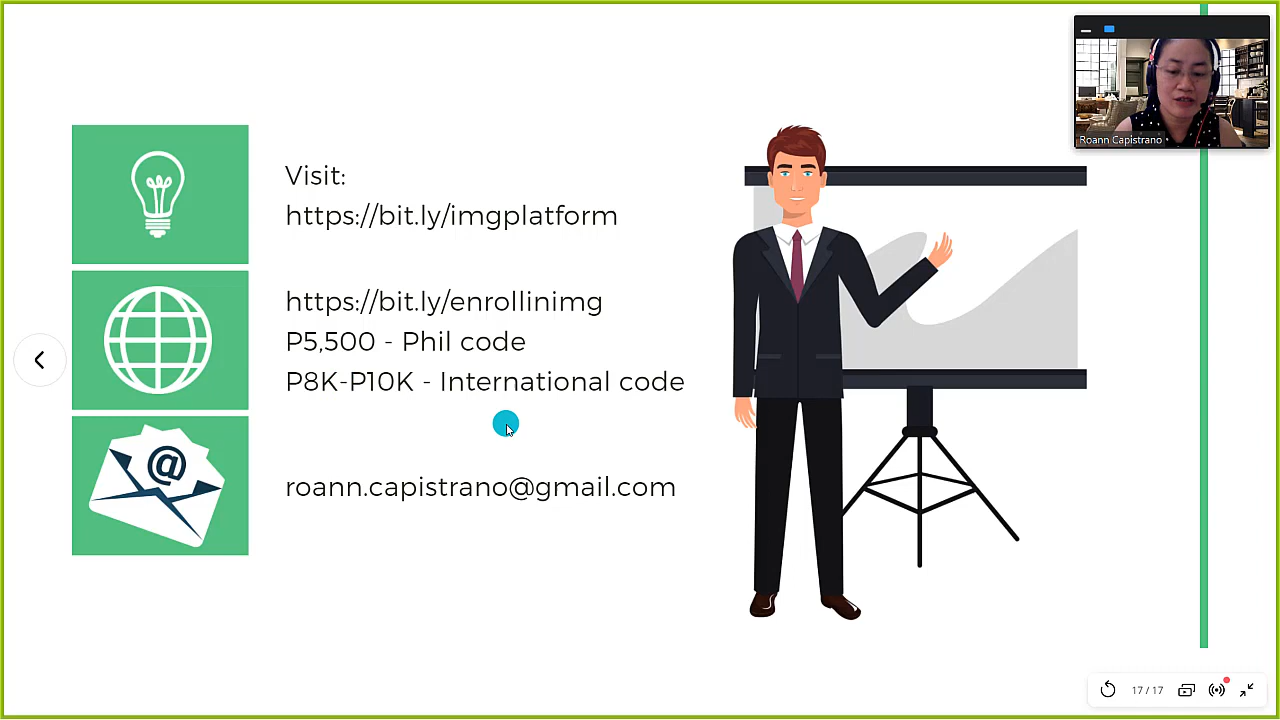 Visit:
https://bit.ly/imgplatform
https://bit.ly/enrollinimg
P5,500 - Phil code
P8K-P10K - International code
@
roann.capistrano@gmail.com
Roann Capistrano
17 / 17